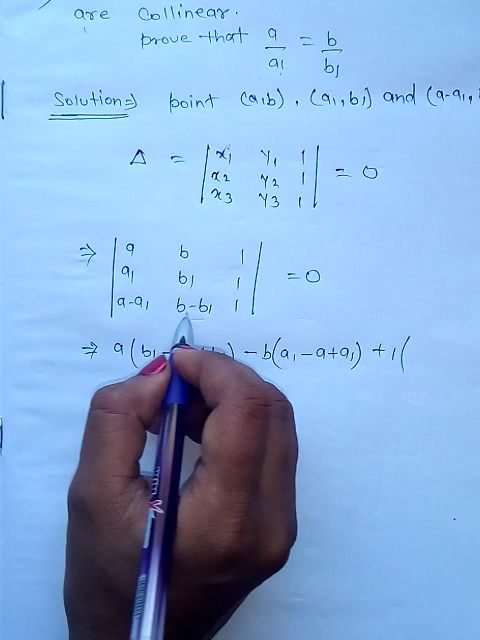 are Collinear.
prove that a/a₁ = b/b₁
Solution⇒ point (a,b), (a₁,b₁) and (a-a₁,
Δ = | x₁ y₁ 1 | = 0
| x₂ y₂ 1 |
| x₃ y₃ 1 |
⇒ | a b 1 | = 0
| a₁ b₁ 1 |
| a-a₁ b-b₁ 1 |
⇒ a(b₁- ) - b(a₁-a+a₁) + 1(